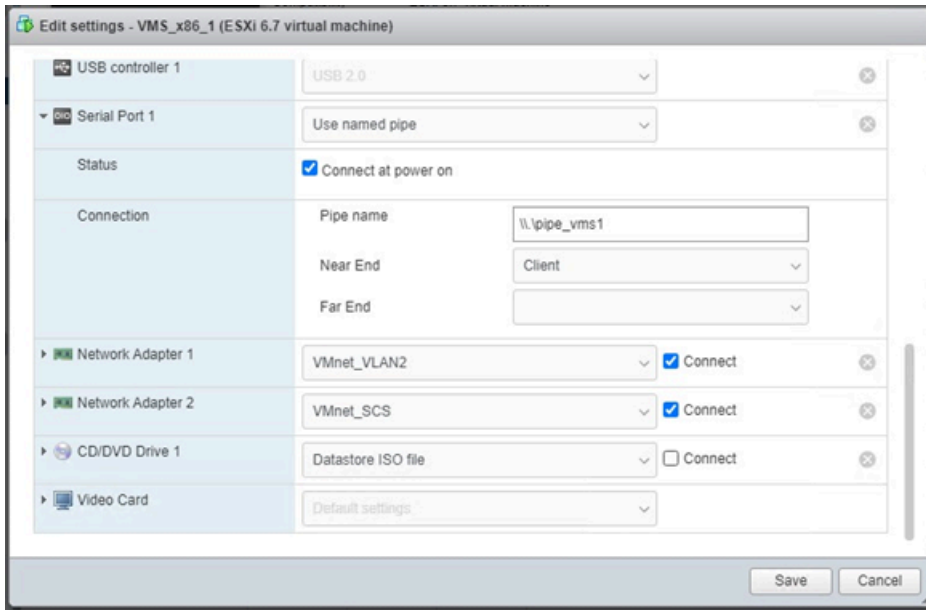 Edit settings - VMS_x86_1 (ESXi 6.7 virtual machine)
USB controller 1 USB 2.0
Serial Port 1 Use named pipe
Status Connect at power on
Connection Pipe name \\.\pipe_vms1
Near End Client
Far End
Network Adapter 1 VMnet_VLAN2 Connect
Network Adapter 2 VMnet_SCS Connect
CD/DVD Drive 1 Datastore ISO file Connect
Video Card Default settings
Save Cancel